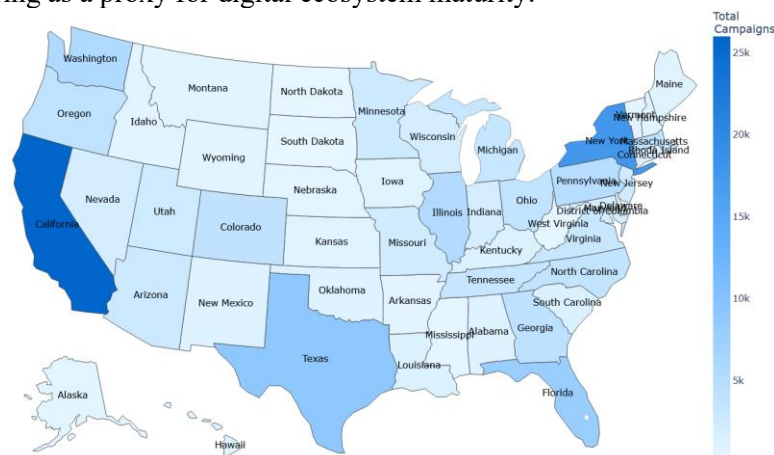 ing as a proxy for digital ecosystem maturity.
Total
Campaigns
25k
20k
15k
10k
5k
Washington
Oregon
California
Nevada
Idaho
Montana
Wyoming
Utah
Arizona
Colorado
New Mexico
North Dakota
South Dakota
Nebraska
Kansas
Oklahoma
Texas
Minnesota
Iowa
Missouri
Arkansas
Louisiana
Wisconsin
Illinois
Michigan
Indiana
Ohio
Kentucky
Tennessee
Mississippi
Alabama
Georgia
Florida
South Carolina
North Carolina
Virginia
West Virginia
District of Columbia
Delaware
Pennsylvania
New Jersey
New York
Connecticut
Rhode Island
Massachusetts
Vermont
New Hampshire
Maine
Alaska
Hawaii